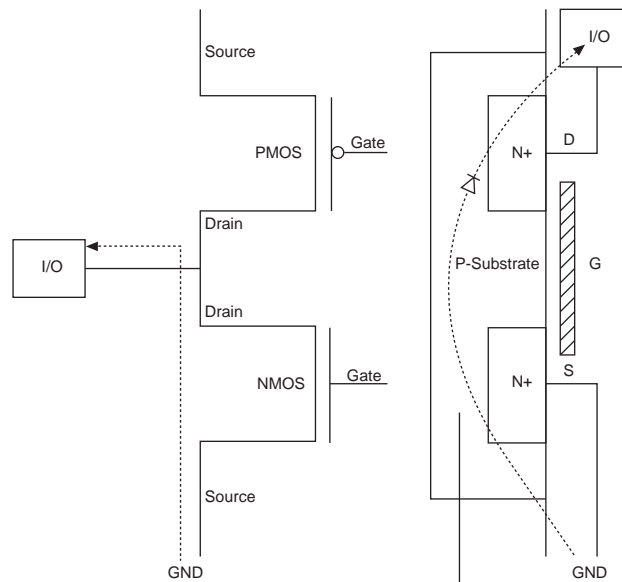 Source
PMOS
Gate
Drain
I/O
Drain
NMOS
Gate
Source
GND
I/O
N+
D
P-Substrate
G
N+
S
GND